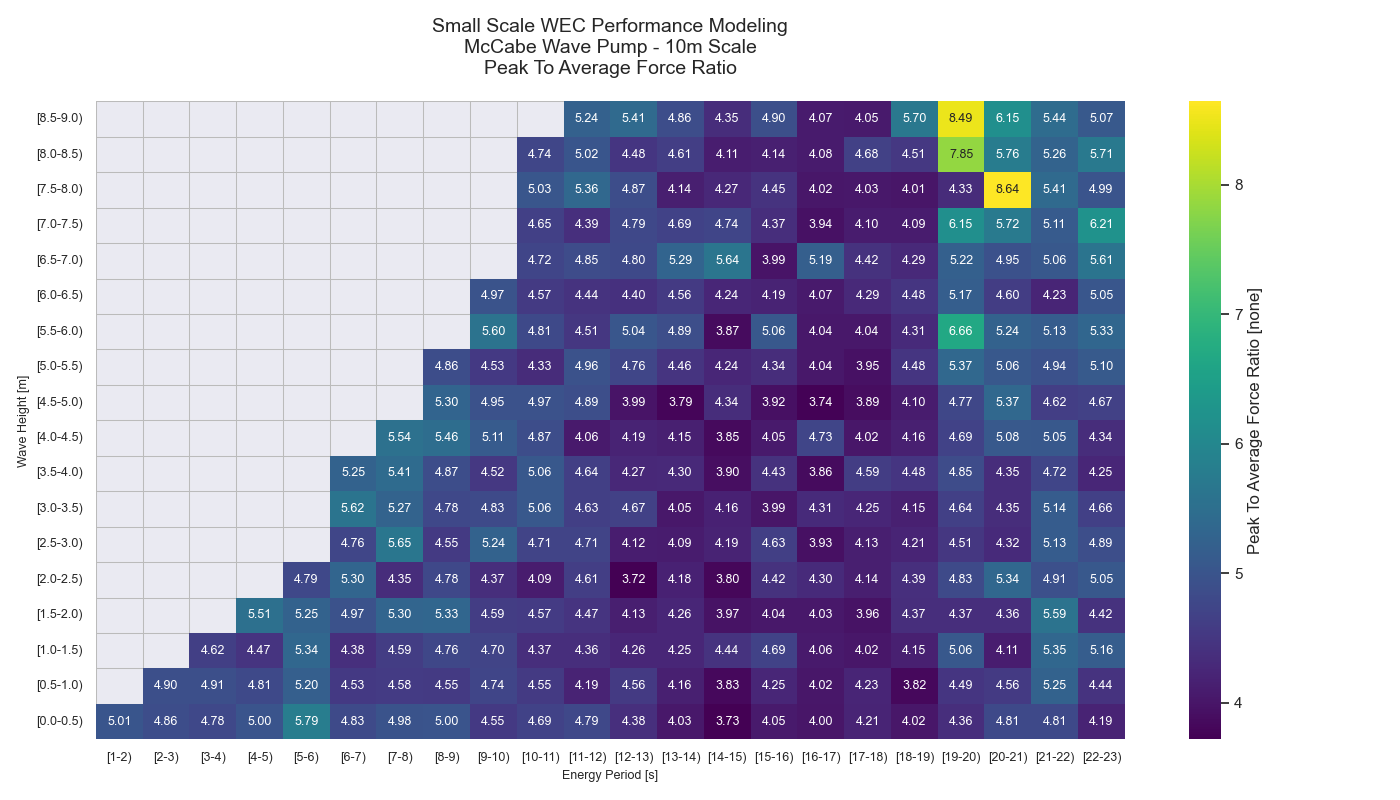 Small Scale WEC Performance Modeling
McCabe Wave Pump - 10m Scale
Peak To Average Force Ratio
[8.5-9.0) 5.24 5.41 4.86 4.35 4.90 4.07 4.05 5.70 8.49 6.15 5.44 5.07
[8.0-8.5) 4.74 5.02 4.48 4.61 4.11 4.14 4.08 4.68 4.51 7.85 5.76 5.26 5.71
[7.5-8.0) 5.03 5.36 4.87 4.14 4.27 4.45 4.02 4.03 4.01 4.33 8.64 5.41 4.99
[7.0-7.5) 4.65 4.39 4.79 4.69 4.74 4.37 3.94 4.10 4.09 6.15 5.72 5.11 6.21
[6.5-7.0) 4.72 4.85 4.80 5.29 5.64 3.99 5.19 4.42 4.29 5.22 4.95 5.06 5.61
[6.0-6.5) 4.97 4.57 4.44 4.40 4.56 4.24 4.19 4.07 4.29 4.48 5.17 4.60 4.23 5.05
[5.5-6.0) 5.60 4.81 4.51 5.04 4.89 3.87 5.06 4.04 4.04 4.31 6.66 5.24 5.13 5.33
[5.0-5.5) 4.86 4.53 4.33 4.96 4.76 4.46 4.24 4.34 4.04 3.95 4.48 5.37 5.06 4.94 5.10
[4.5-5.0) 5.30 4.95 4.97 4.89 3.99 3.79 4.34 3.92 3.74 3.89 4.10 4.77 5.37 4.62 4.67
[4.0-4.5) 5.54 5.46 5.11 4.87 4.06 4.19 4.15 3.85 4.05 4.73 4.02 4.16 4.69 5.08 5.05 4.34
[3.5-4.0) 5.25 5.41 4.87 4.52 5.06 4.64 4.27 4.30 3.90 4.43 3.86 4.59 4.48 4.85 4.35 4.72 4.25
[3.0-3.5) 5.62 5.27 4.78 4.83 5.06 4.63 4.67 4.05 4.16 3.99 4.31 4.25 4.15 4.64 4.35 5.14 4.66
[2.5-3.0) 4.76 5.65 4.55 5.24 4.71 4.71 4.12 4.09 4.19 4.63 3.93 4.13 4.21 4.51 4.32 5.13 4.89
[2.0-2.5) 4.79 5.30 4.35 4.78 4.37 4.09 4.61 3.72 4.18 3.80 4.42 4.30 4.14 4.39 4.83 5.34 4.91 5.05
[1.5-2.0) 5.51 5.25 4.97 5.30 5.33 4.59 4.57 4.47 4.13 4.26 3.97 4.04 4.03 3.96 4.37 4.37 4.36 5.59 4.42
[1.0-1.5) 4.62 4.47 5.34 4.38 4.59 4.76 4.70 4.37 4.36 4.26 4.25 4.44 4.69 4.06 4.02 4.15 5.06 4.11 5.35 5.16
[0.5-1.0) 4.90 4.91 4.81 5.20 4.53 4.58 4.55 4.74 4.55 4.19 4.56 4.16 3.83 4.25 4.02 4.23 3.82 4.49 4.56 5.25 4.44
[0.0-0.5) 5.01 4.86 4.78 5.00 5.79 4.83 4.98 5.00 4.55 4.69 4.79 4.38 4.03 3.73 4.05 4.00 4.21 4.02 4.36 4.81 4.81 4.19
[1-2) [2-3) [3-4) [4-5) [5-6) [6-7) [7-8) [8-9) [9-10) [10-11) [11-12) [12-13) [13-14) [14-15) [15-16) [16-17) [17-18) [18-19) [19-20) [20-21) [21-22) [22-23)
Energy Period [s]
Wave Height [m]
8
7
6
5
4
Peak To Average Force Ratio [none]